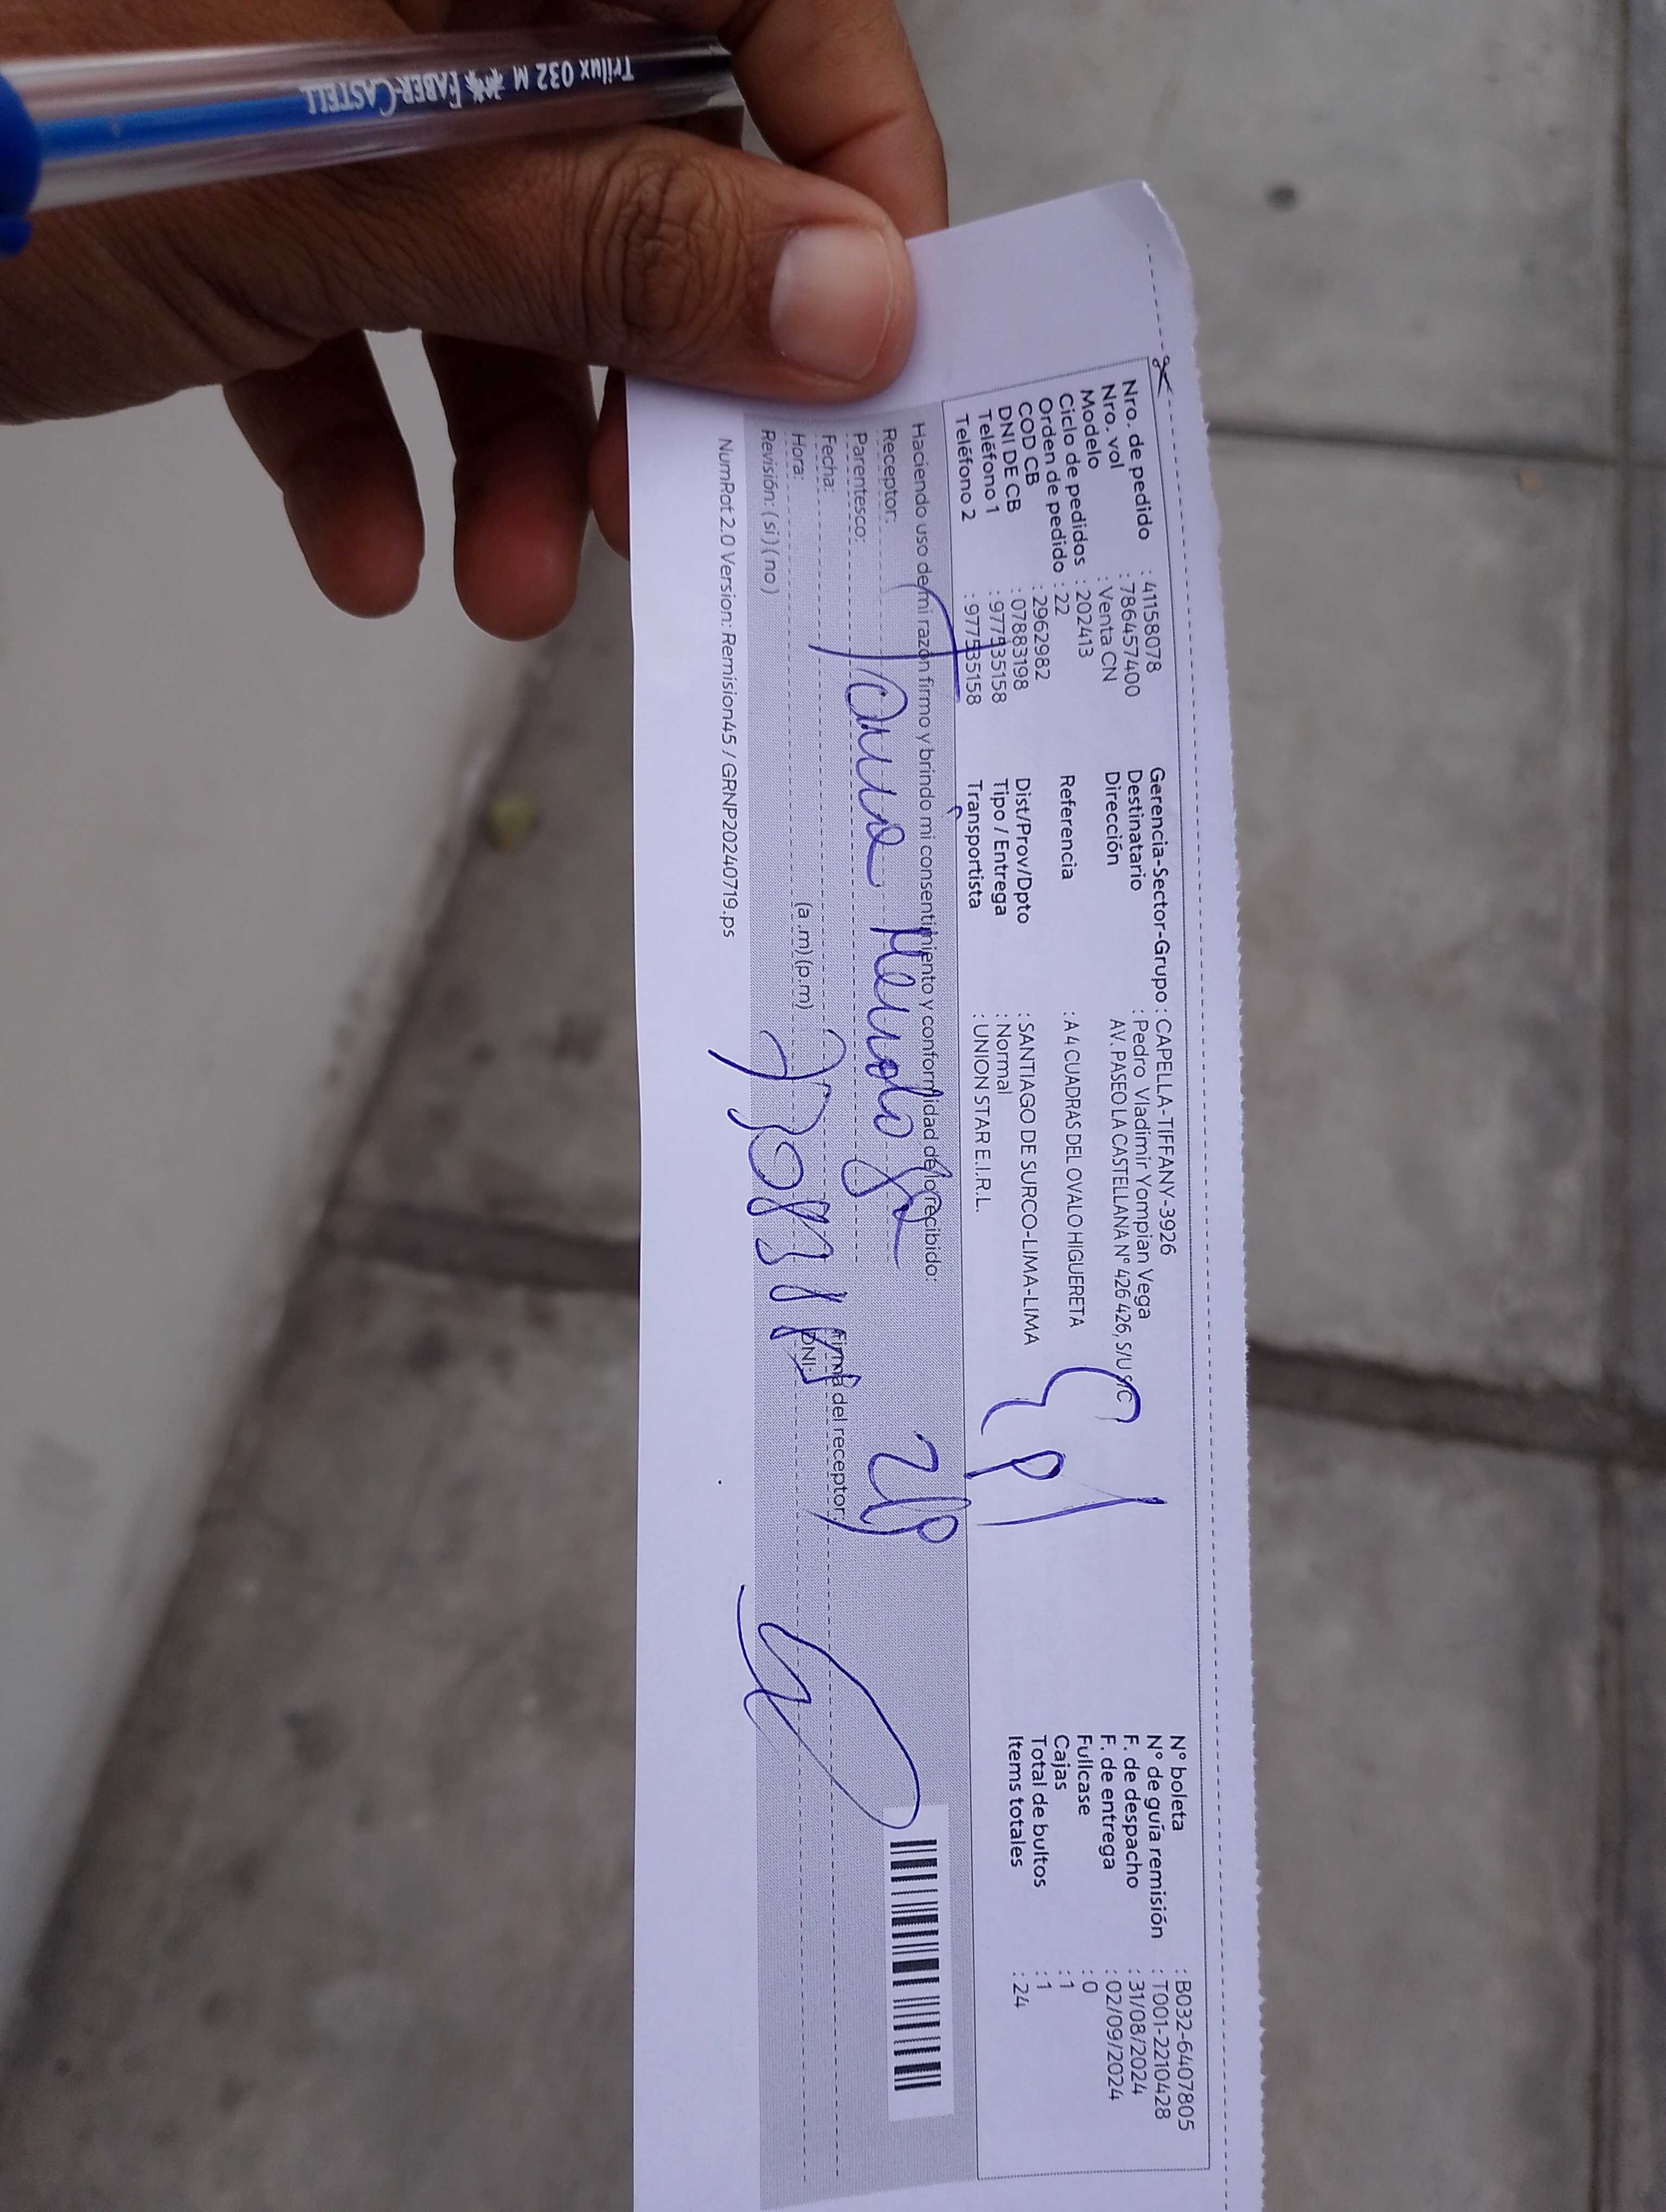 Trilux 032 M FABER-CASTELL
Nro. de pedido : 41158078
Nro. vol : 786457400
Modelo : Venta CN
Ciclo de pedidos : 202413
Orden de pedido : 22
COD CB : 2962982
DNI DE CB : 07883198
Teléfono 1 : 977535158
Teléfono 2 : 977535158
Gerencia-Sector-Grupo : CAPELLA-TIFFANY-3926
Destinatario : Pedro Vladimir Yompian Vega
Dirección AV. PASEO LA CASTELLANA N° 426 426, S/U S/C
Referencia : A 4 CUADRAS DEL OVALO HIGUERETA
Dist/Prov/Dpto : SANTIAGO DE SURCO-LIMA-LIMA
Tipo / Entrega : Normal
Transportista : UNION STAR E.I.R.L.
N° boleta : B032-6407805
N° de guía remisión : T001-2210428
F. de despacho : 31/08/2024
F. de entrega : 02/09/2024
Fullcase : 0
Cajas : 1
Total de bultos : 1
Items totales : 24
Haciendo uso de mi razón firmo y brindo mi consentimiento y conformidad de lo recibido:
Receptor:
Parentesco:
Fecha:
Hora: (a.m) (p.m)
Revisión: (si) (no)
Firma del receptor
DNI:
NumRot 2.0 Version: Remision45 / GRNP20240719.ps